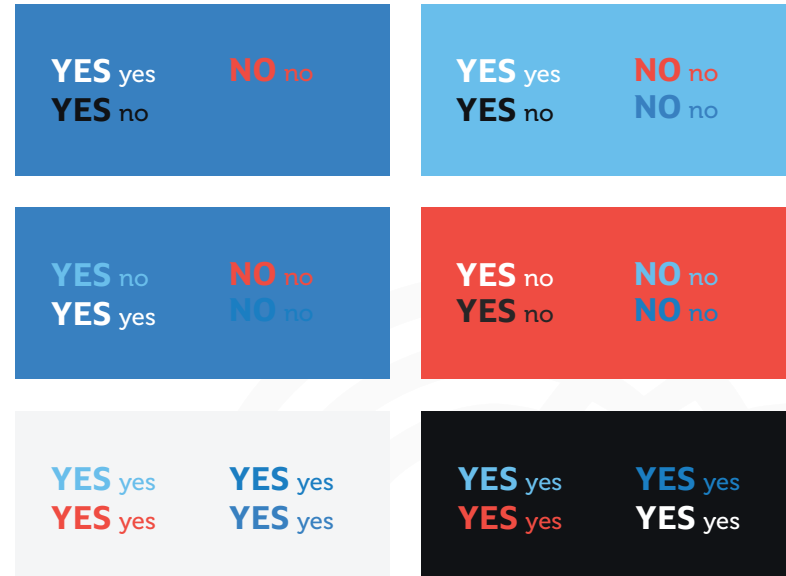 YES yes NO no
YES no
YES yes NO no
YES no NO no
YES no NO no
YES yes NO no
YES no NO no
YES no NO no
YES yes YES yes
YES yes YES yes
YES yes YES yes
YES yes YES yes